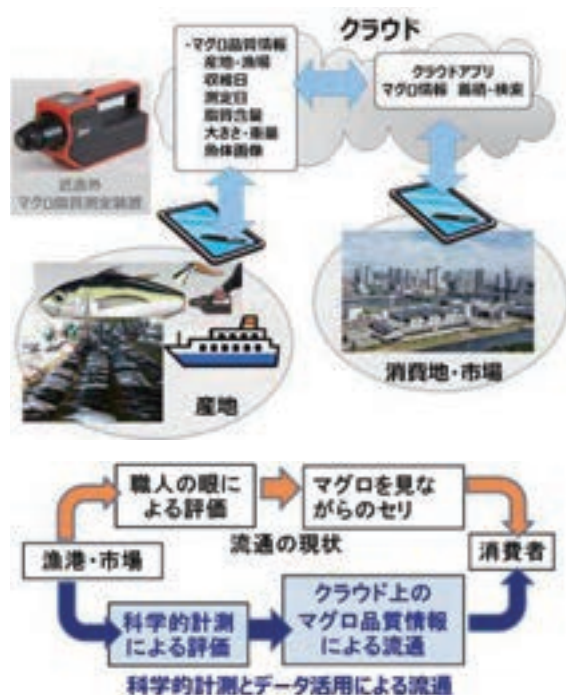 クラウド
・マグロ品質情報
産地・漁場
収穫日
測定日
脂質含量
大きさ・重量
魚体画像
クラウドアプリ
マグロ情報 蓄積・検索
近赤外
マグロ品質測定装置
産地
消費地・市場
職人の眼に
よる評価
マグロを見な
がらのセリ
流通の現状
漁港・市場
消費者
科学的計測
による評価
クラウド上の
マグロ品質情報
による流通
科学的計測とデータ活用による流通